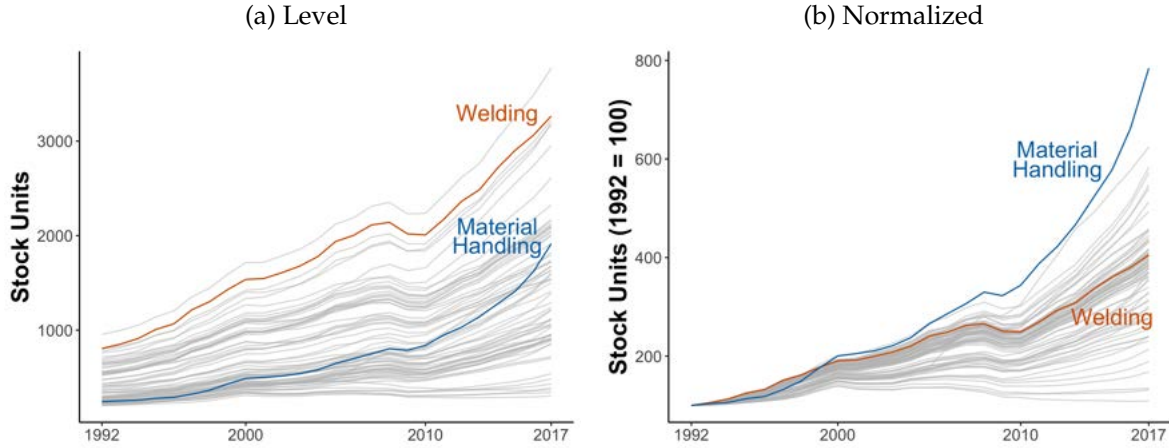 (a) Level
Stock Units
3000
2000
1000
1992
2000
2010
2017
Welding
Material
Handling
(b) Normalized
Stock Units (1992 = 100)
800
600
400
200
1992
2000
2010
2017
Material
Handling
Welding